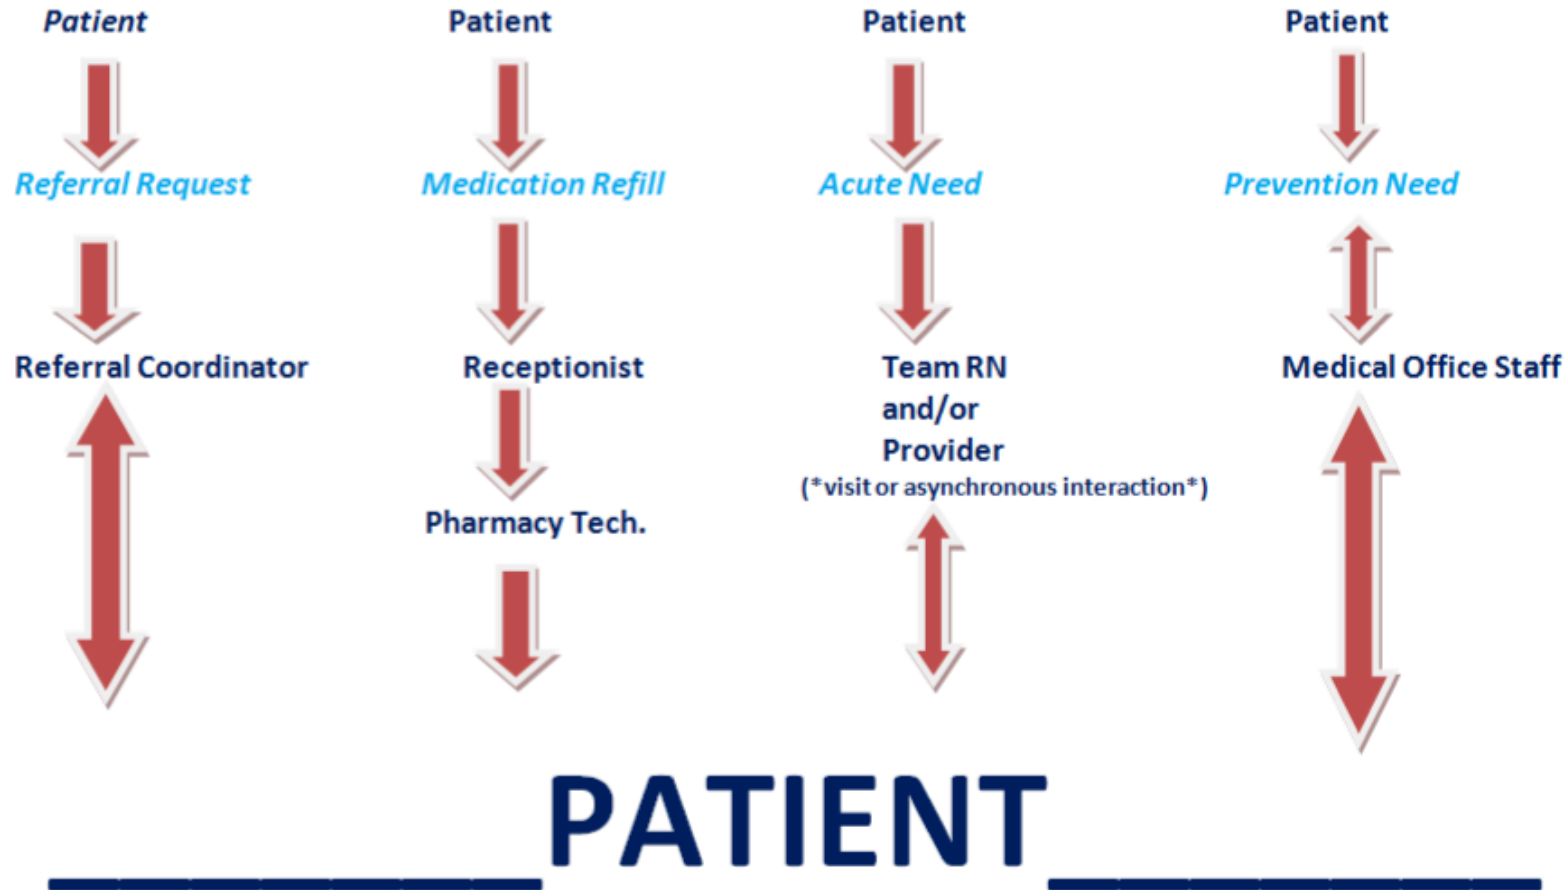 Patient Patient Patient Patient
Referral Request Medication Refill Acute Need Prevention Need
Referral Coordinator Receptionist Team RN Medical Office Staff
and/or
Provider
(*visit or asynchronous interaction*)
Pharmacy Tech.
PATIENT